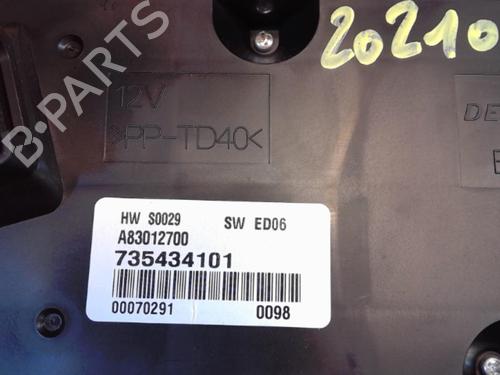 20210
12V
>PP-TD40<
DE
B-PARTS
HW S0029 SW ED06
A83012700
735434101
00070291 0098